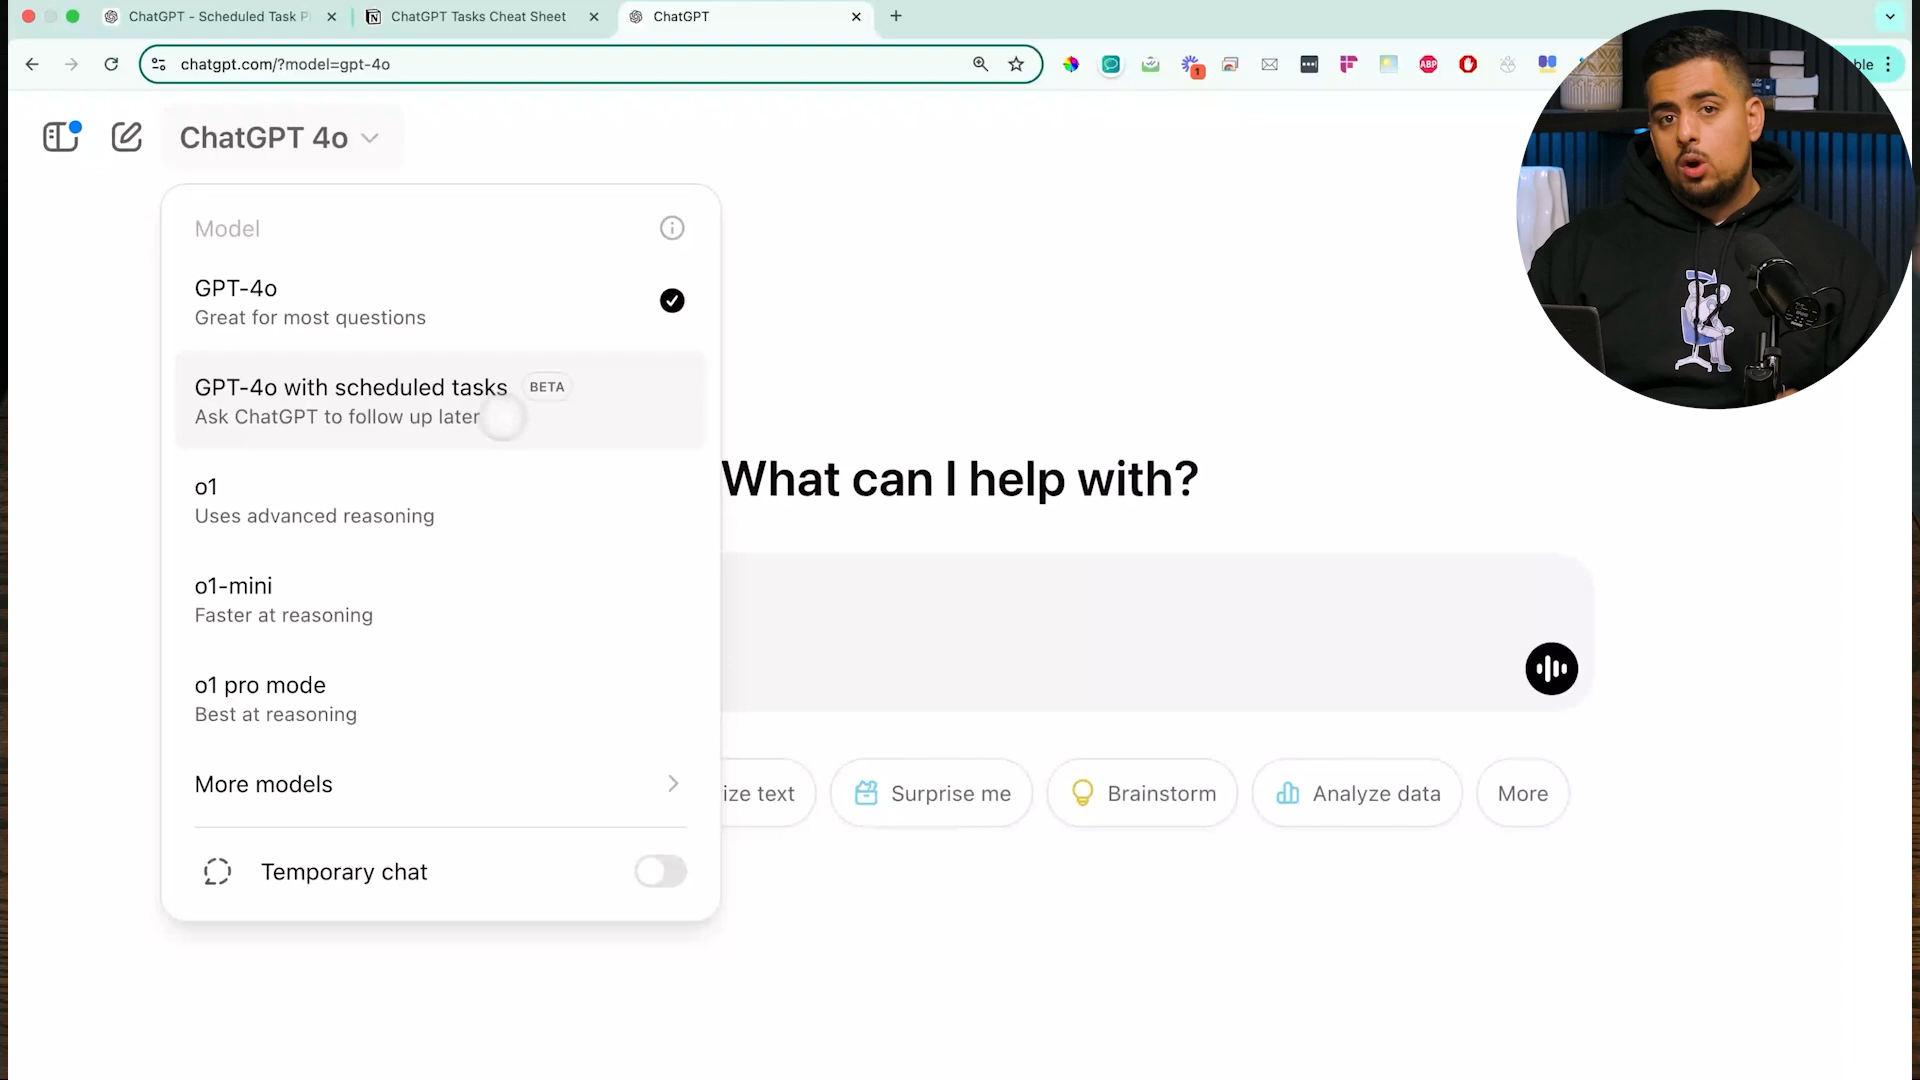 ChatGPT - Scheduled Task P
ChatGPT Tasks Cheat Sheet
ChatGPT
chatgpt.com/?model=gpt-4o
1
ABP
ble
ChatGPT 4o
Model
GPT-4o
Great for most questions
GPT-4o with scheduled tasks BETA
Ask ChatGPT to follow up later
o1
Uses advanced reasoning
o1-mini
Faster at reasoning
o1 pro mode
Best at reasoning
More models
Temporary chat
What can I help with?
ize text
Surprise me
Brainstorm
Analyze data
More